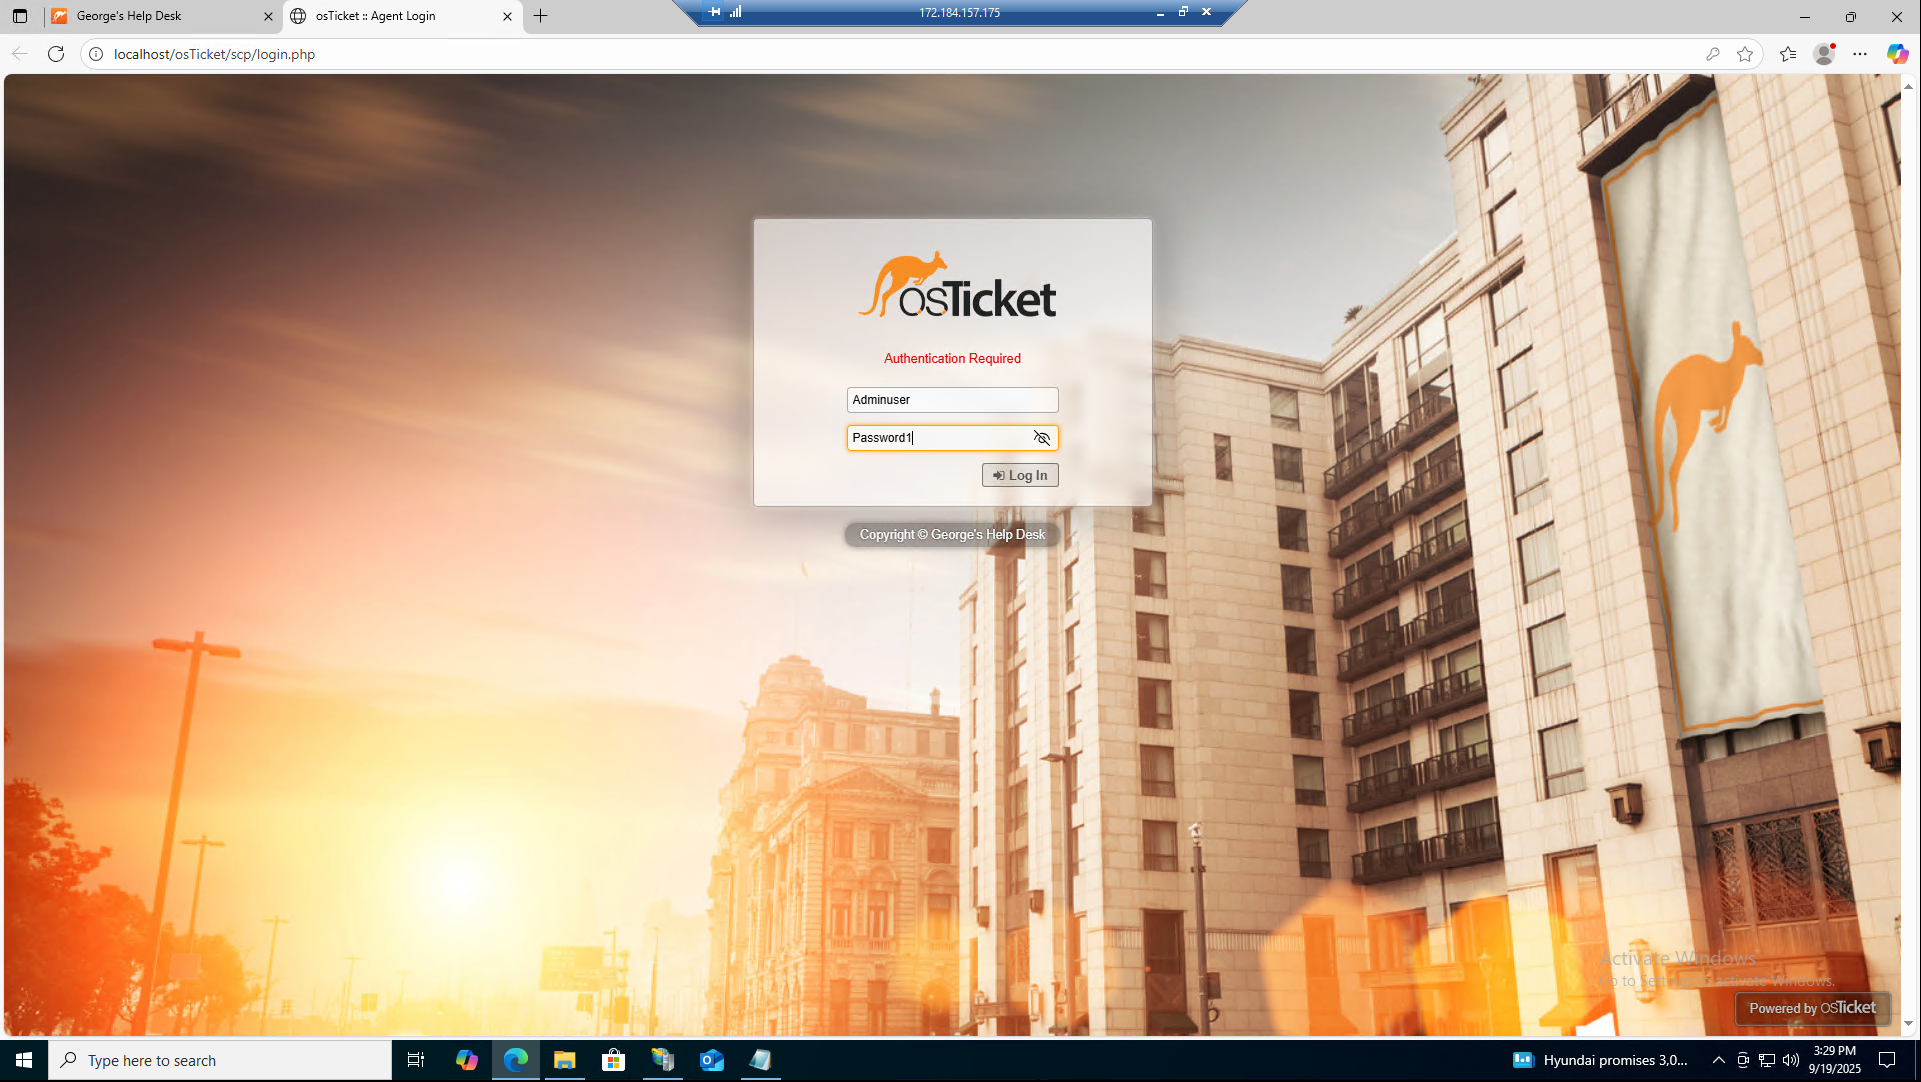 George's Help Desk
osTicket :: Agent Login
172.184.157.175
localhost/osTicket/scp/login.php
osTicket
Authentication Required
Adminuser
Password1
Log In
Copyright © George's Help Desk
Activate Windows
Go to Settings to activate Windows.
Powered by osTicket
Type here to search
Hyundai promises 3,0...
3:29 PM
9/19/2025